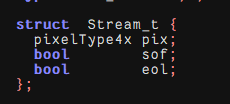 struct  Stream_t {
  pixelType4x pix;
  bool        sof;
  bool        eol;
};